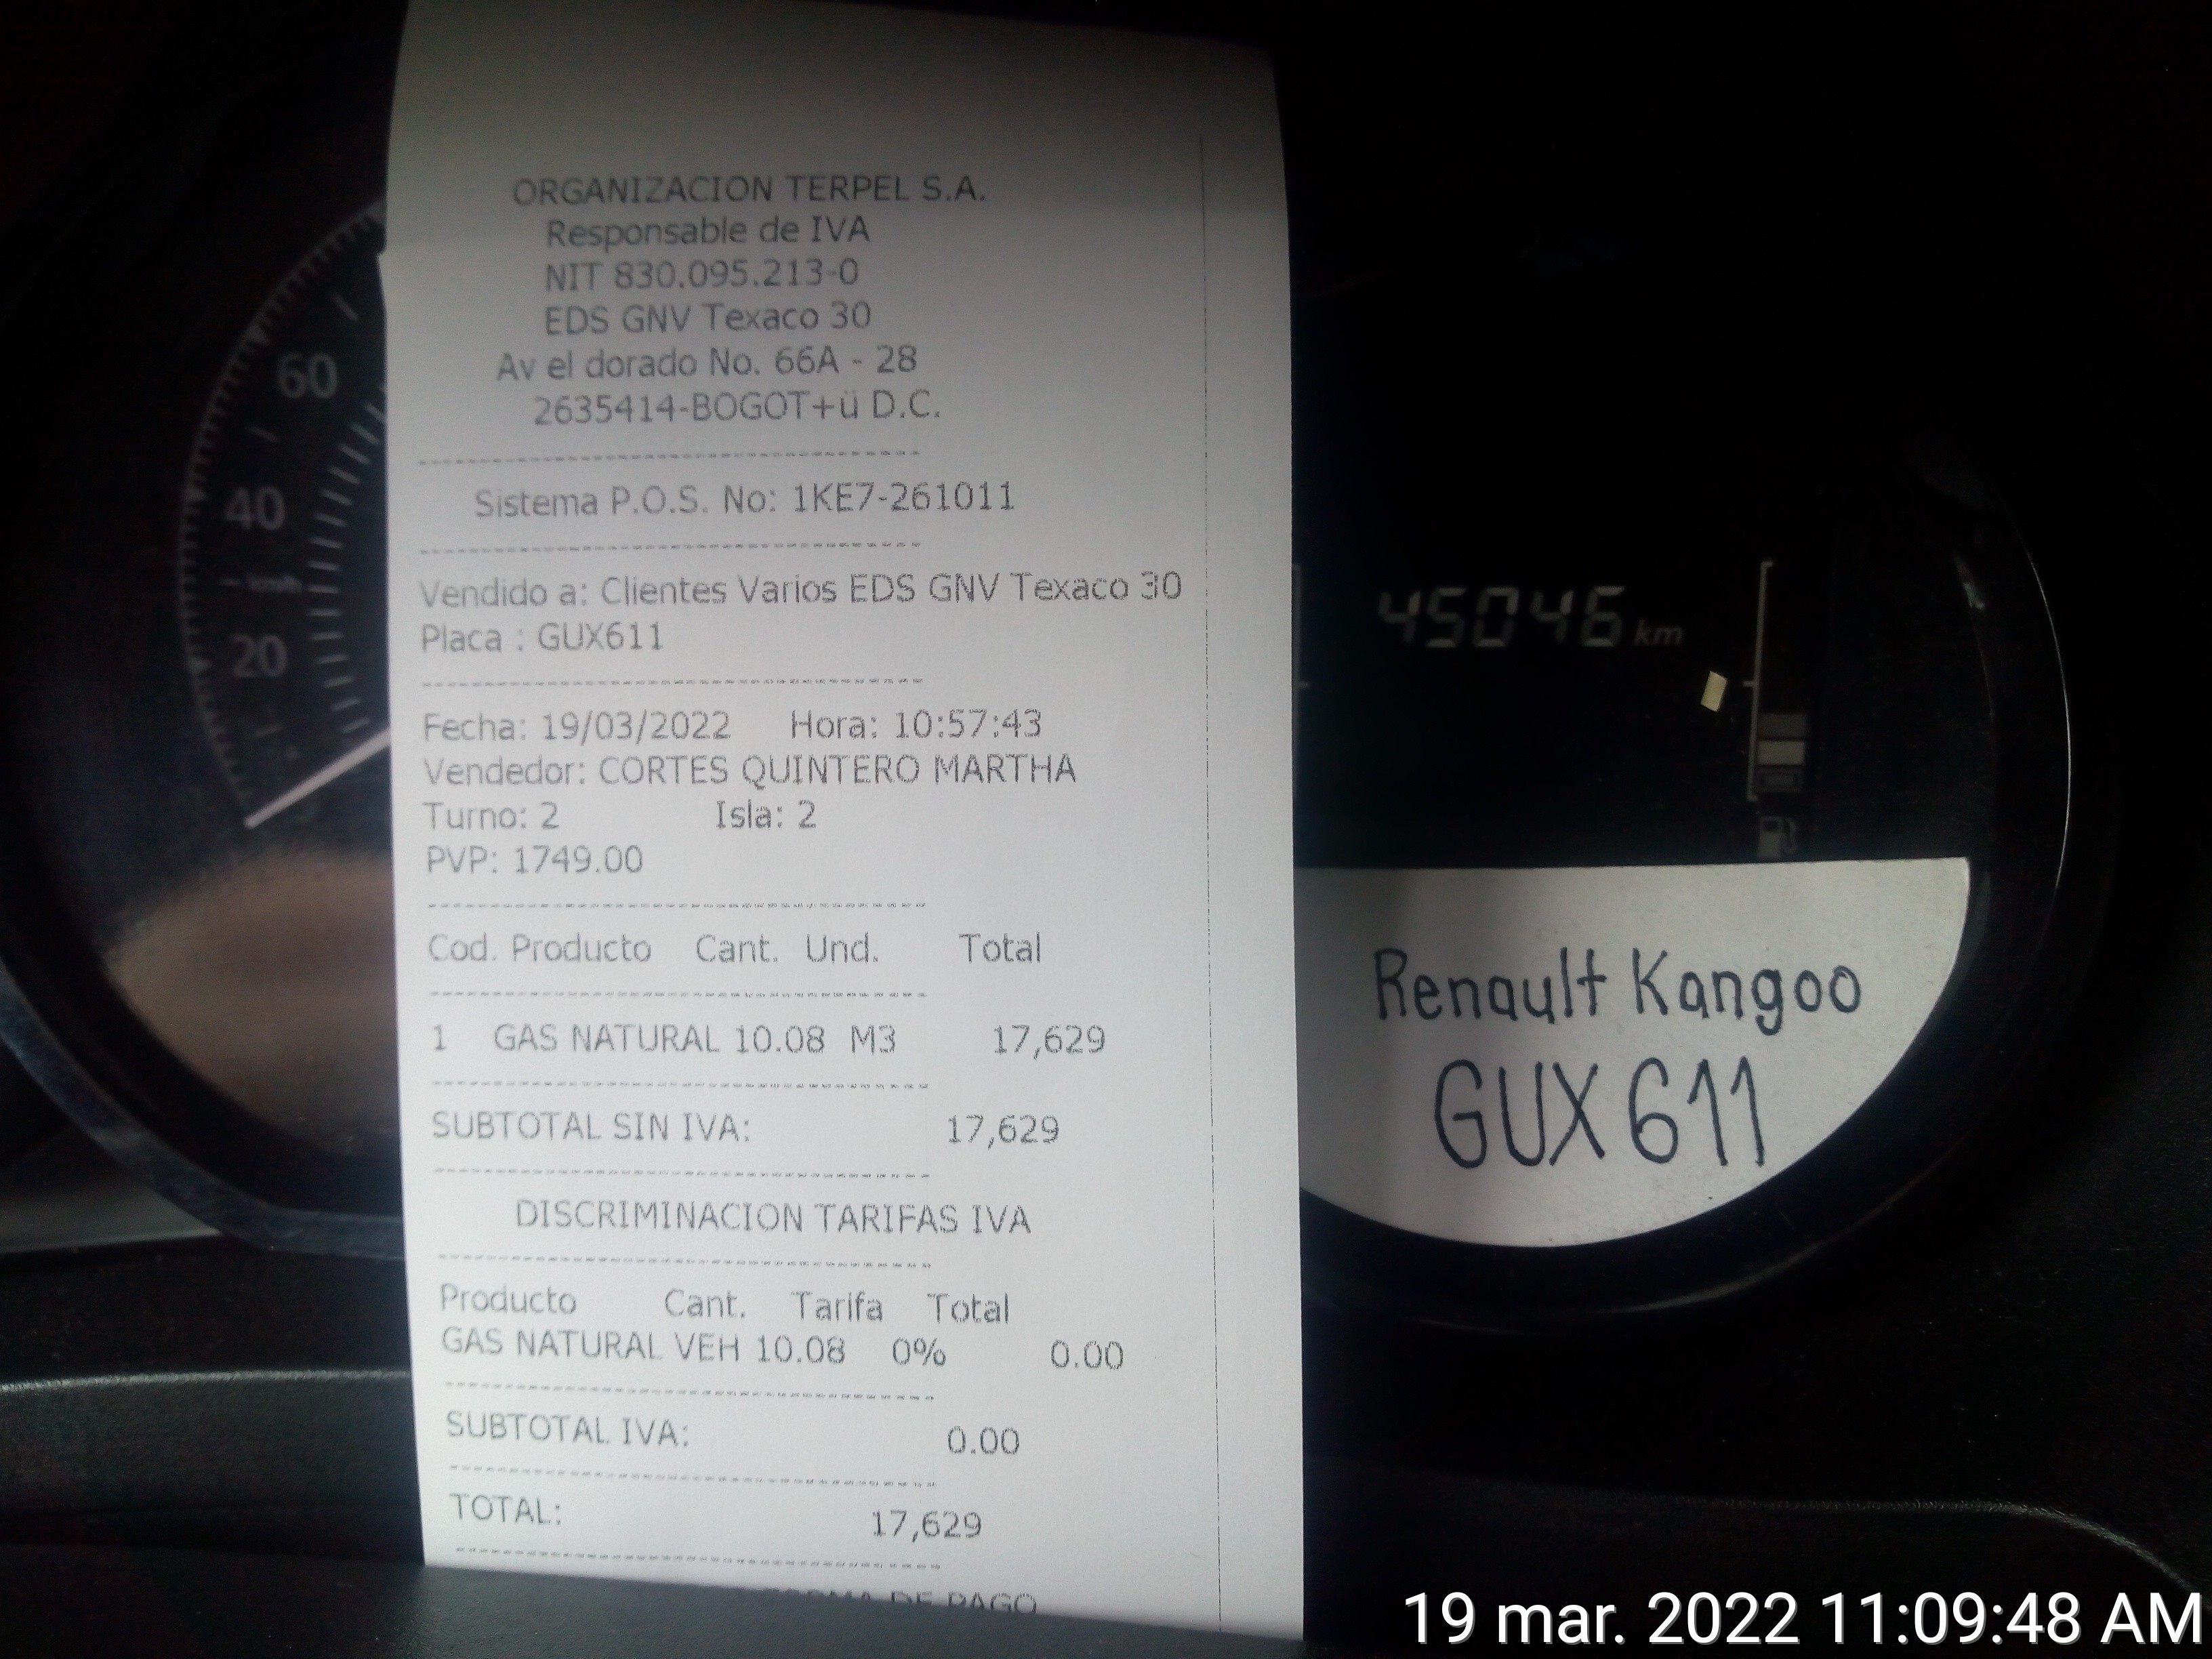 ORGANIZACION TERPEL S.A.
Responsable de IVA
NIT 830.095.213-0
EDS GNV Texaco 30
Av el dorado No. 66A - 28
2635414-BOGOT+ü D.C.
Sistema P.O.S. No: 1KE7-261011
Vendido a: Clientes Varios EDS GNV Texaco 30
Placa : GUX611
Fecha: 19/03/2022 Hora: 10:57:43
Vendedor: CORTES QUINTERO MARTHA
Turno: 2 Isla: 2
PVP: 1749.00
Cod. Producto Cant. Und. Total
1 GAS NATURAL 10.08 M3 17,629
SUBTOTAL SIN IVA: 17,629
DISCRIMINACION TARIFAS IVA
Producto Cant. Tarifa Total
GAS NATURAL VEH 10.08 0% 0.00
SUBTOTAL IVA: 0.00
TOTAL: 17,629
FORMA DE PAGO
60
40
km/h
20
45046 km
Renault Kangoo
GUX 611
19 mar. 2022 11:09:48 AM